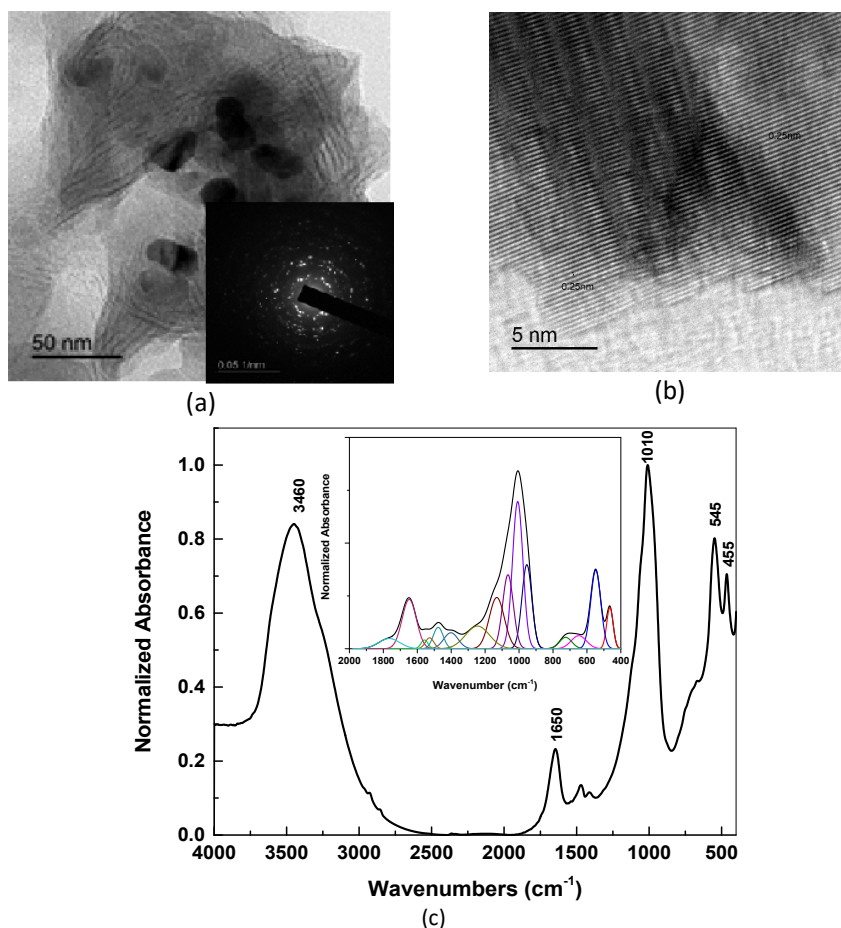 50 nm
0.05 1/nm
(a)
0.25nm
0.25nm
5 nm
(b)
Normalized Absorbance
1.0
0.8
0.6
0.4
0.2
0.0
3460
1650
1010
545
455
Normalized Absorbance
2000 1800 1600 1400 1200 1000 800 600 400
Wavenumber (cm⁻¹)
4000 3500 3000 2500 2000 1500 1000 500
Wavenumbers (cm⁻¹)
(c)